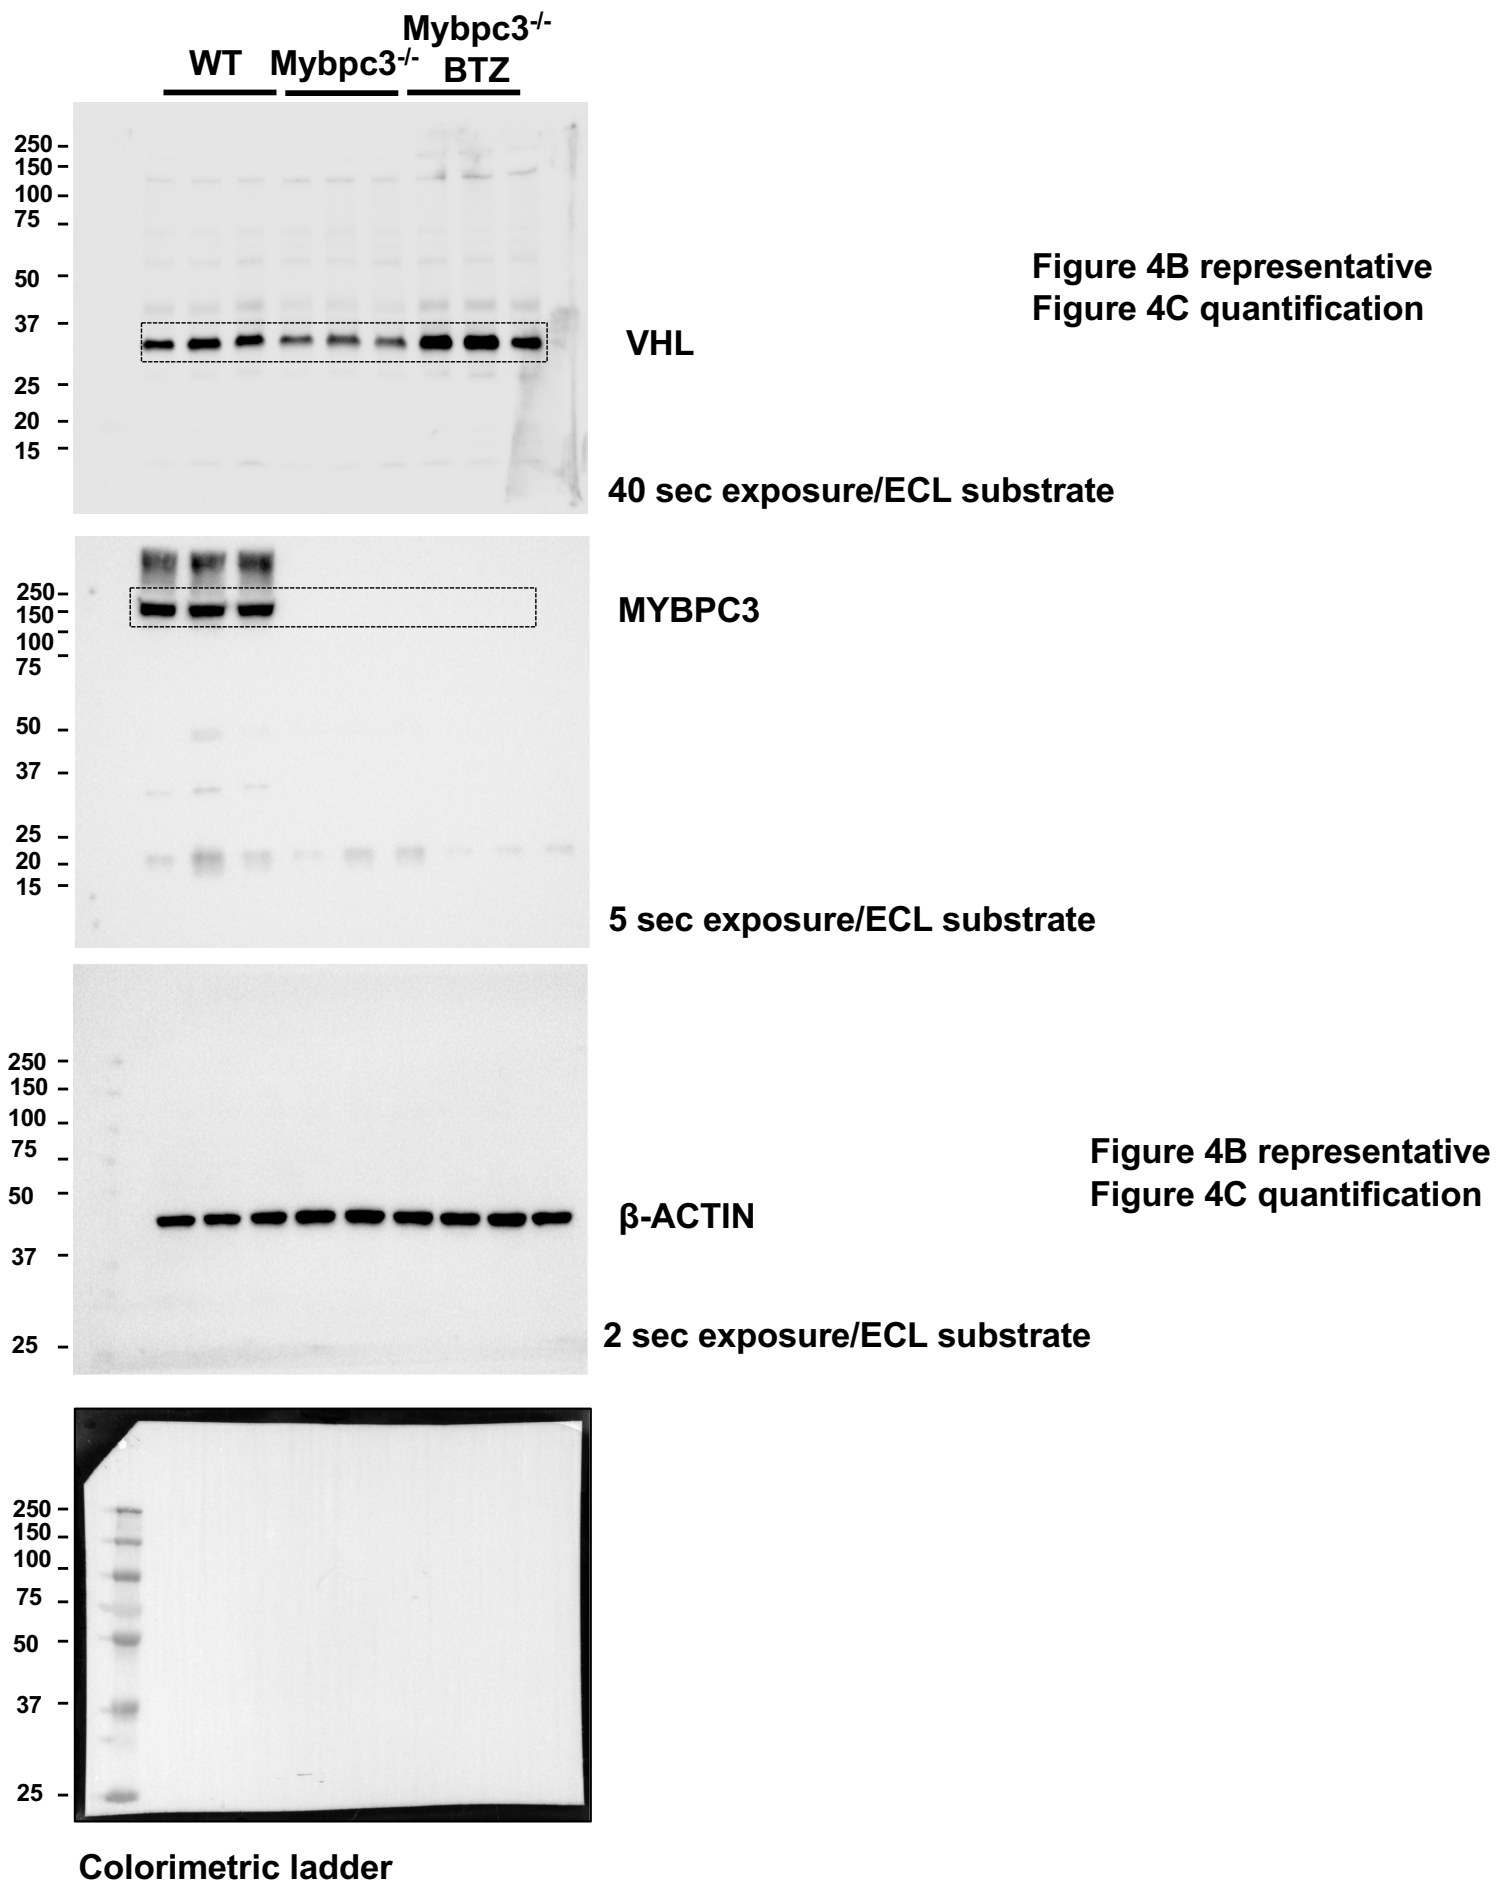 WT
Mybpc3-/-
Mybpc3-/-
BTZ
250
150
100
75
50
37
25
20
15
VHL
Figure 4B representative
Figure 4C quantification
40 sec exposure/ECL substrate
250
150
100
75
50
37
25
20
15
MYBPC3
5 sec exposure/ECL substrate
250
150
100
75
50
37
25
β-ACTIN
Figure 4B representative
Figure 4C quantification
2 sec exposure/ECL substrate
250
150
100
75
50
37
25
Colorimetric ladder